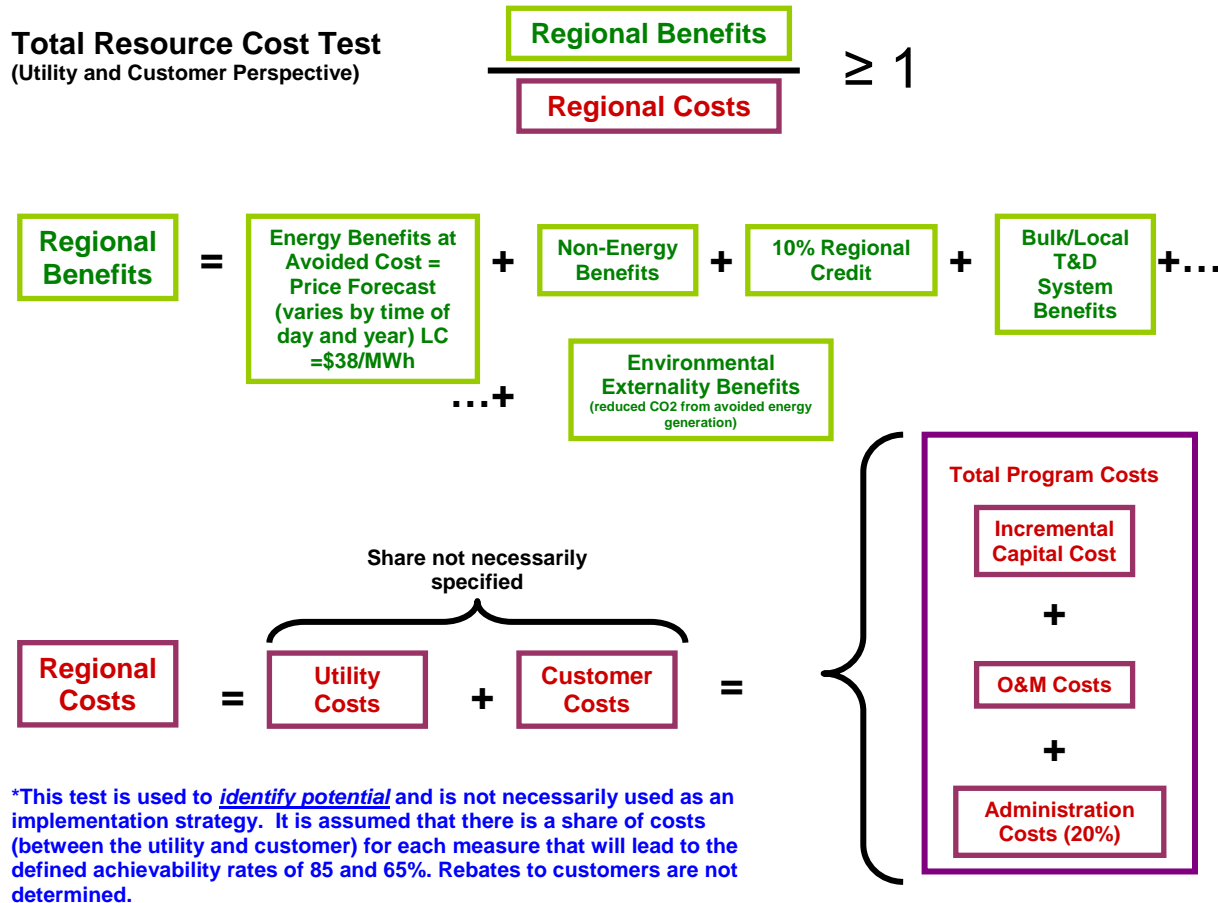 Total Resource Cost Test
(Utility and Customer Perspective)
Regional Benefits
Regional Costs
≥ 1
Regional
Benefits
=
Energy Benefits at
Avoided Cost =
Price Forecast
(varies by time of
day and year) LC
=$38/MWh
+
Non-Energy
Benefits
+
10% Regional
Credit
+
Bulk/Local
T&D
System
Benefits
+…
…+
Environmental
Externality Benefits
(reduced CO2 from avoided energy
generation)
Share not necessarily
specified
Regional
Costs
=
Utility
Costs
+
Customer
Costs
=
Total Program Costs
Incremental
Capital Cost
+
O&M Costs
+
Administration
Costs (20%)
*This test is used to identify potential and is not necessarily used as an
implementation strategy.  It is assumed that there is a share of costs
(between the utility and customer) for each measure that will lead to the
defined achievability rates of 85 and 65%. Rebates to customers are not
determined.